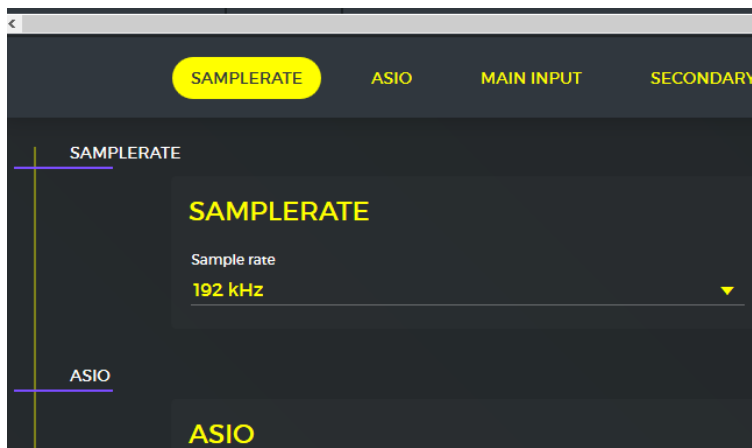 SAMPLERATE ASIO MAIN INPUT SECONDARY
SAMPLERATE
SAMPLERATE
Sample rate
192 kHz
ASIO
ASIO